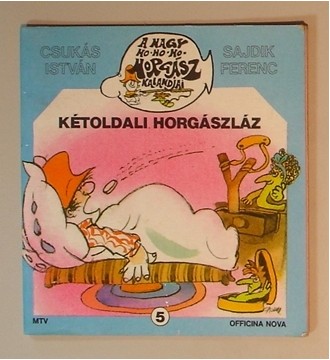 CSUKÁS
ISTVÁN
A NAGY
HO-HO-HO-
HORGÁSZ
KALANDJAI
SAJDIK
FERENC
KÉTOLDALI HORGÁSZLÁZ
MTV
5
OFFICINA NOVA